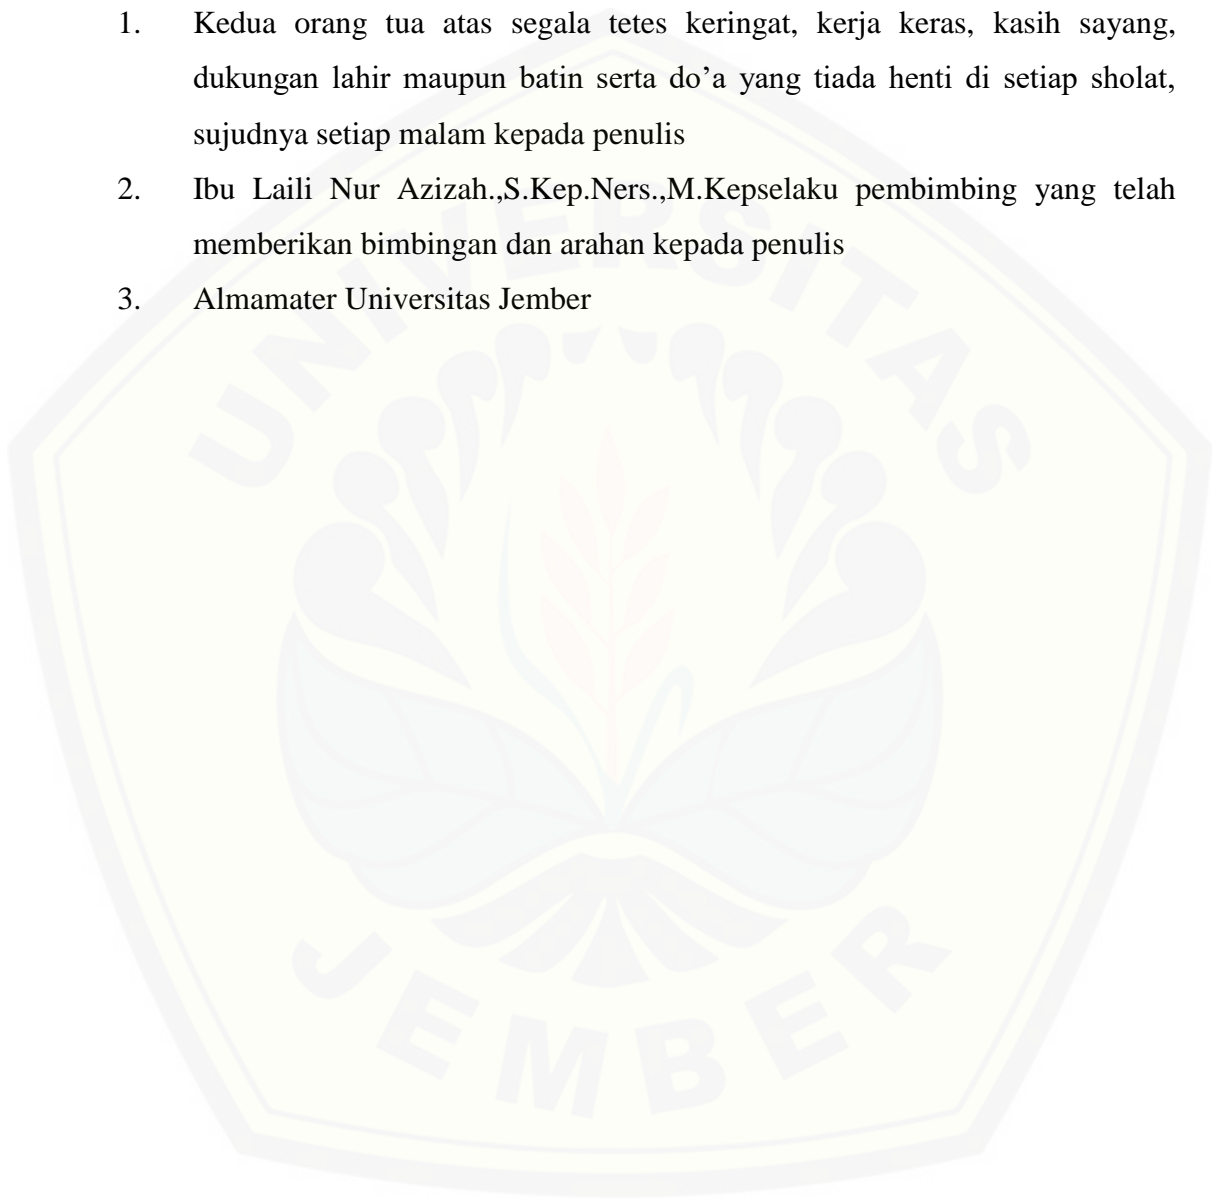 1. Kedua orang tua atas segala tetes keringat, kerja keras, kasih sayang,
dukungan lahir maupun batin serta do’a yang tiada henti di setiap sholat,
sujudnya setiap malam kepada penulis
2. Ibu Laili Nur Azizah.,S.Kep.Ners.,M.Kepselaku pembimbing yang telah
memberikan bimbingan dan arahan kepada penulis
3. Almamater Universitas Jember
UNIVERSITAS
JEMBER